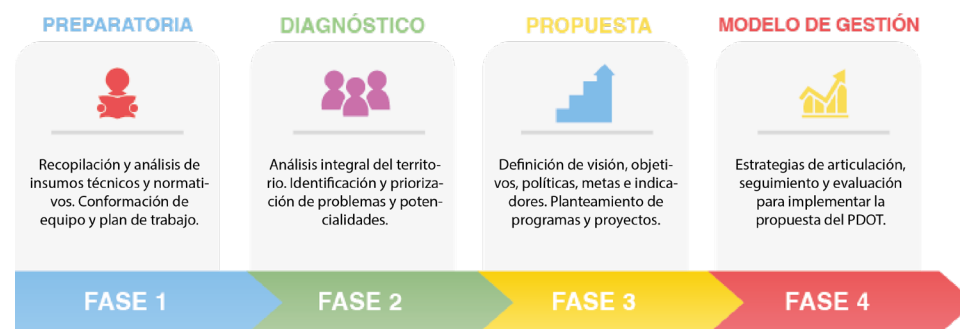 PREPARATORIA
Recopilación y análisis de
insumos técnicos y normati-
vos. Conformación de
equipo y plan de trabajo.
FASE 1
DIAGNÓSTICO
Análisis integral del territo-
rio. Identificación y prioriza-
ción de problemas y poten-
cialidades.
FASE 2
PROPUESTA
Definición de visión, objeti-
vos, políticas, metas e indica-
dores. Planteamiento de
programas y proyectos.
FASE 3
MODELO DE GESTIÓN
Estrategias de articulación,
seguimiento y evaluación
para implementar la
propuesta del PDOT.
FASE 4